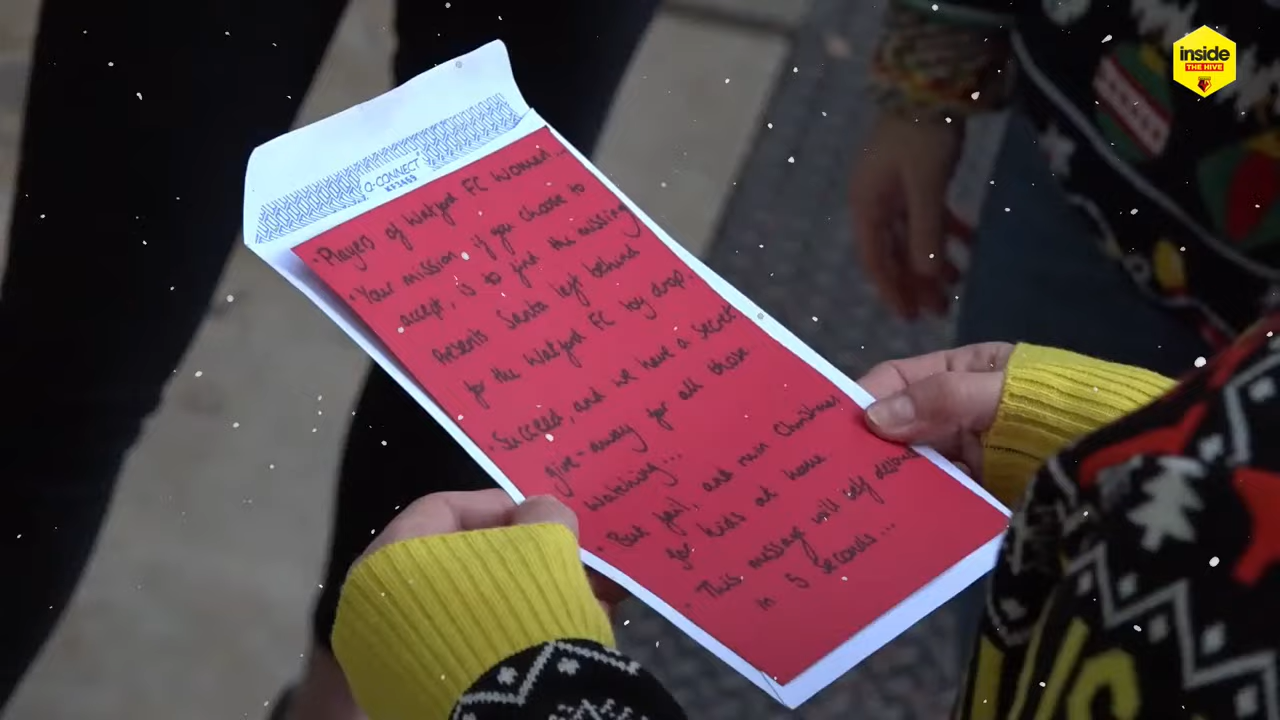 inside
THE HIVE
Q-CONNECT
KF3453
• Players of Watford FC Women...
• Your mission, if you choose to
accept, is to find the missing
Presents Santa left behind
for the Watford FC toy drop.
• Succeed, and we have a secret
give-away for all those
watching...
• But fail, and ruin Christmas
for kids at home.
• This message will self detonate
in 5 seconds...